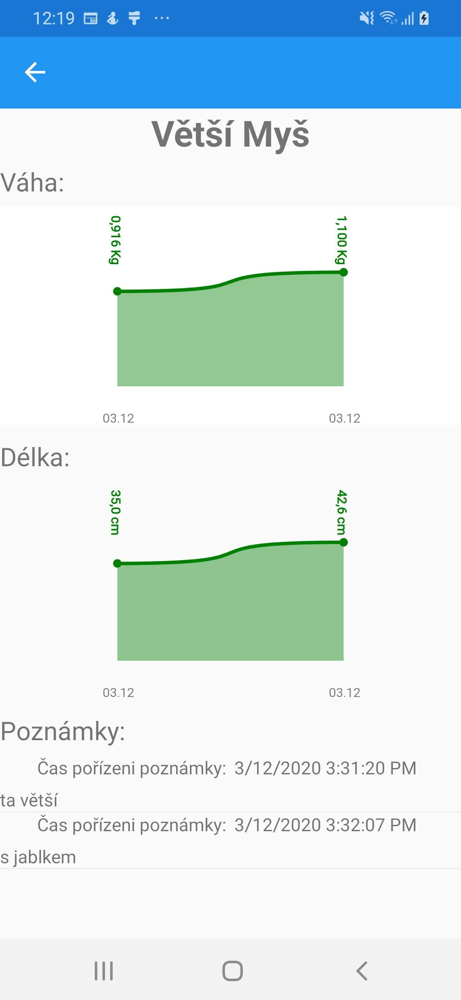 12:19
Větší Myš
Váha:
0,916 Kg 1,100 Kg
03.12 03.12
Délka:
35,0 cm 42,6 cm
03.12 03.12
Poznámky:
Čas pořízeni poznámky: 3/12/2020 3:31:20 PM
ta větší
Čas pořízeni poznámky: 3/12/2020 3:32:07 PM
s jablkem